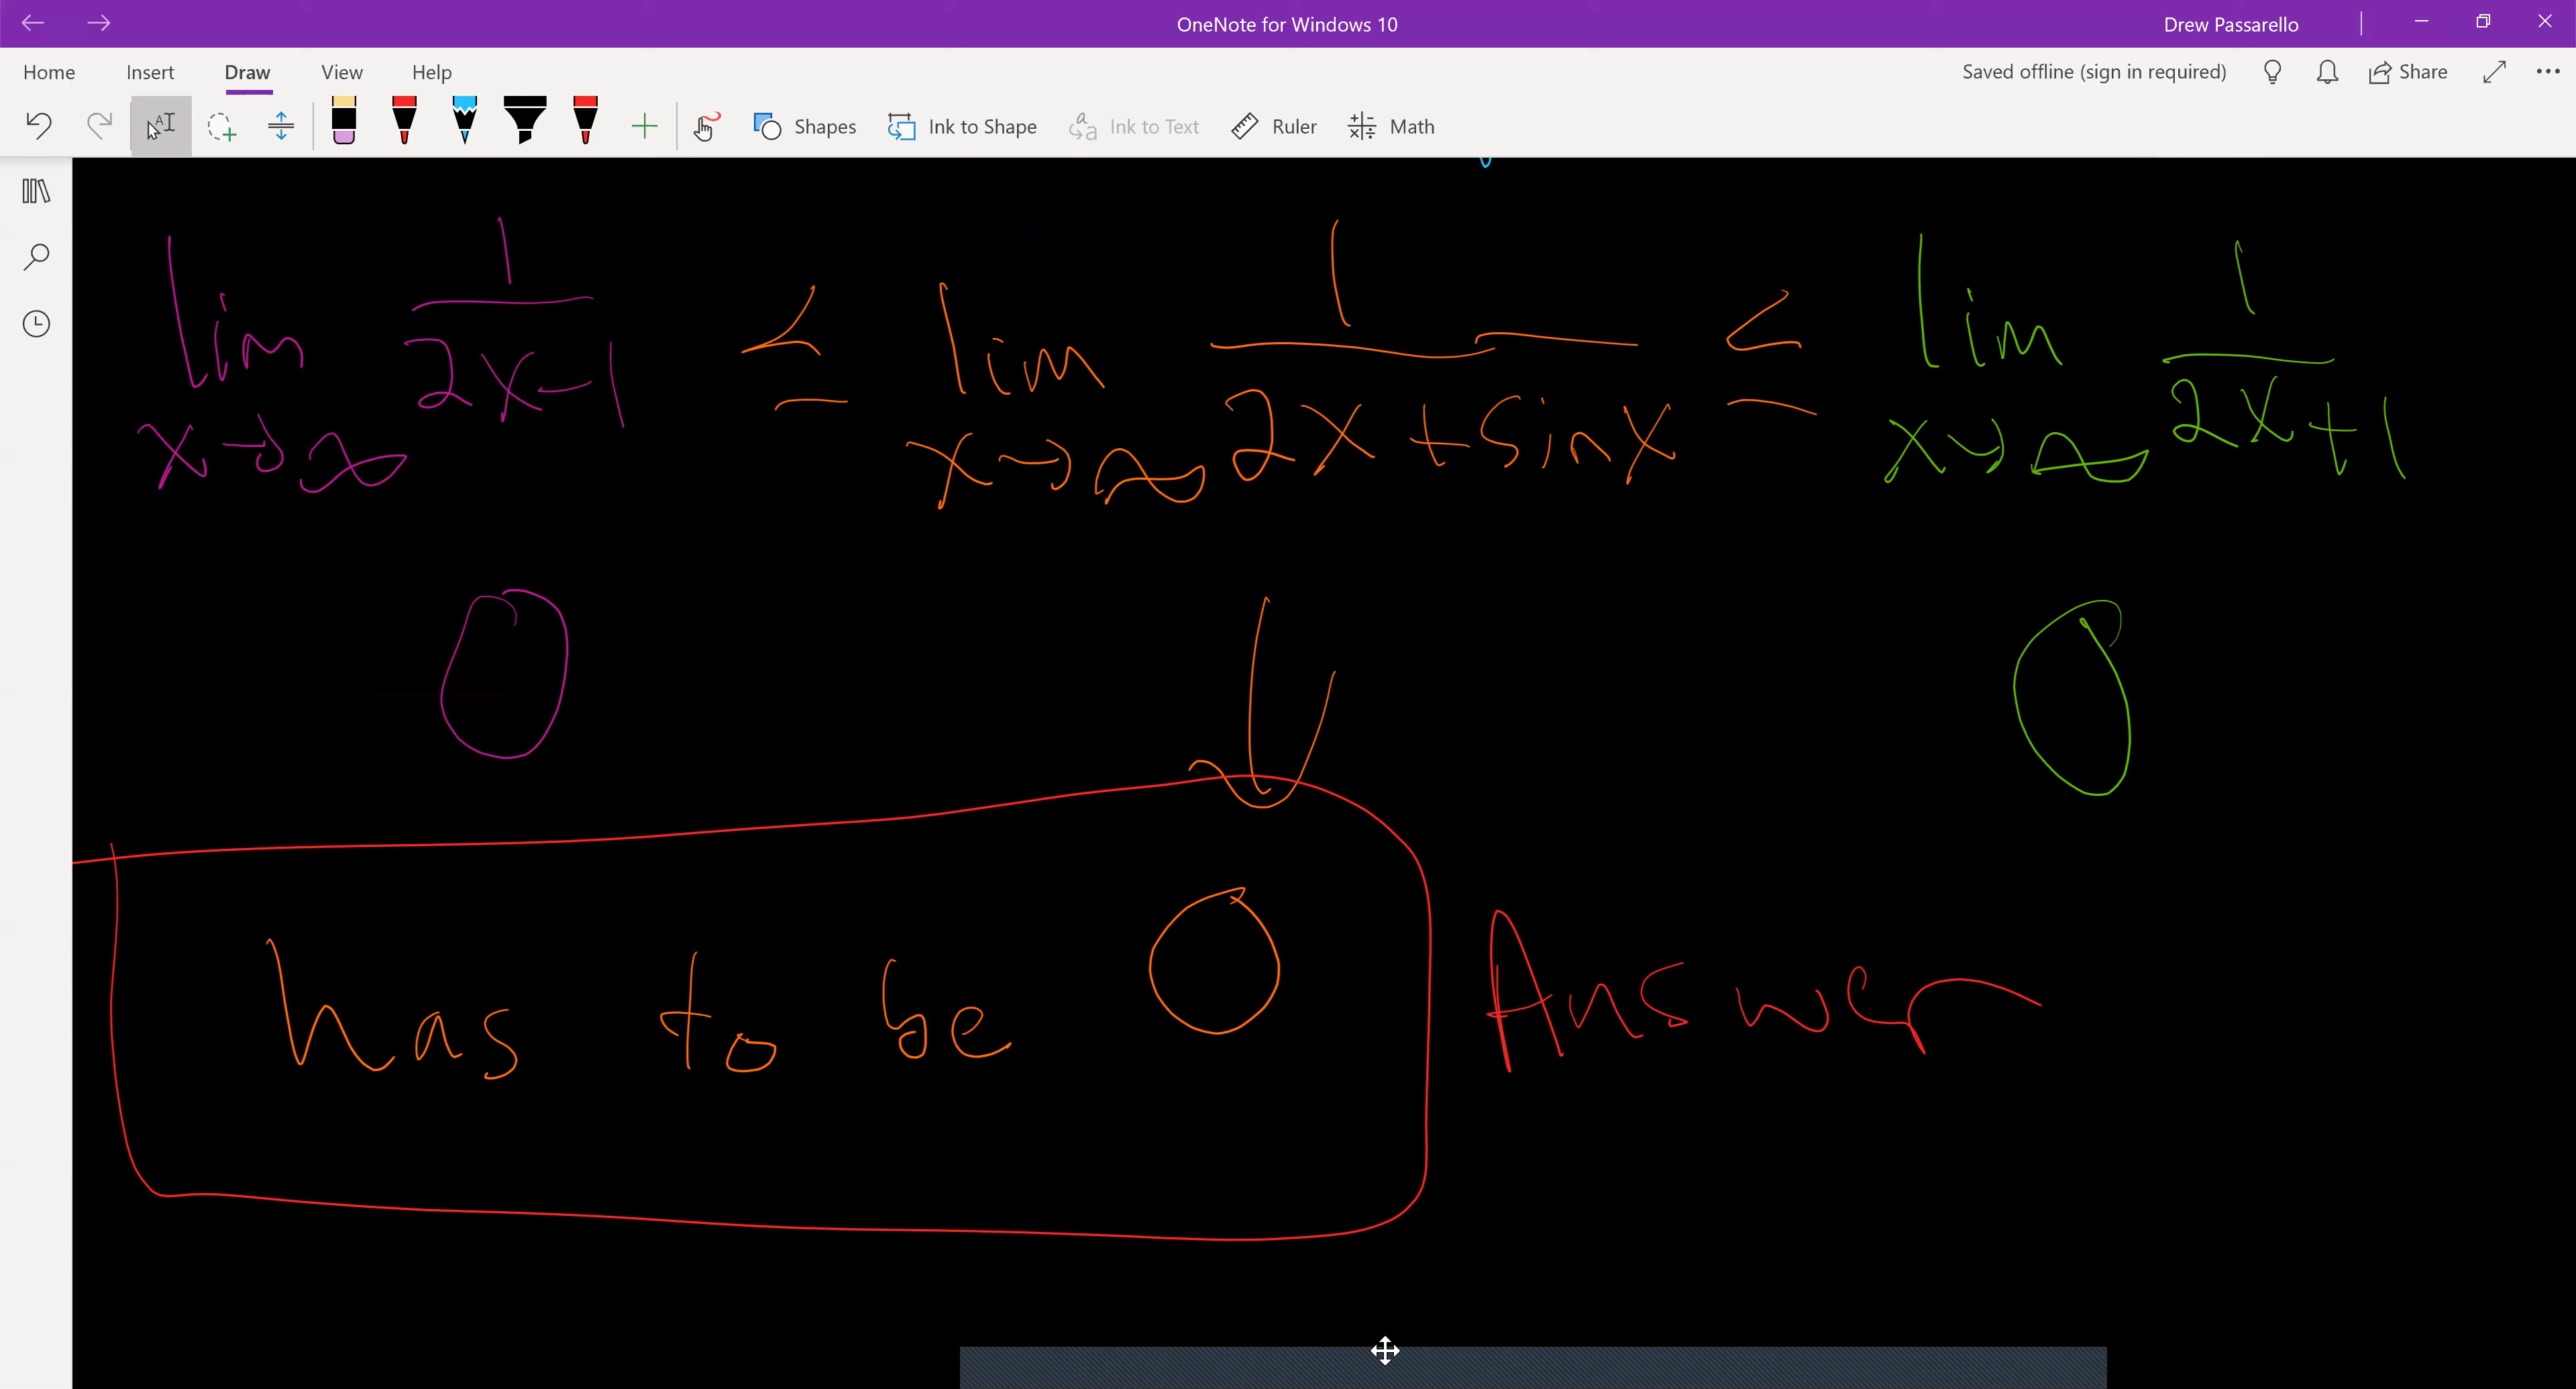 OneNote for Windows 10
Drew Passarello
Home Insert Draw View Help
Saved offline (sign in required) Share
Shapes Ink to Shape Ink to Text Ruler Math
lim x→∞ 1/(2x-1) ≤ lim x→∞ 1/(2x+sinx) ≤ lim x→∞ 1/(2x+1)
0 0
has to be 0 Answer